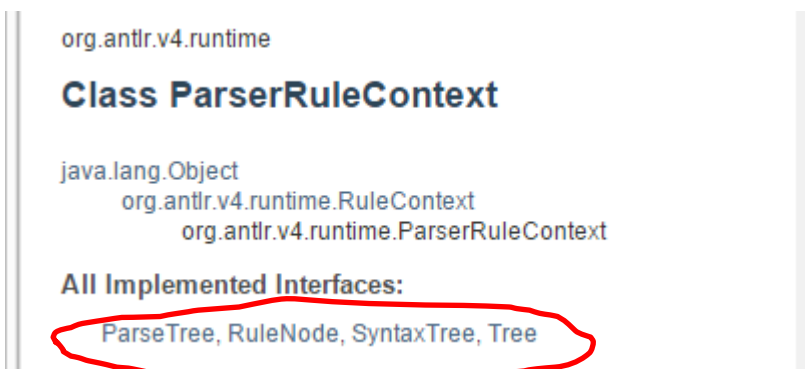 org.antlr.v4.runtime
Class ParserRuleContext
java.lang.Object
org.antlr.v4.runtime.RuleContext
org.antlr.v4.runtime.ParserRuleContext
All Implemented Interfaces:
ParseTree, RuleNode, SyntaxTree, Tree